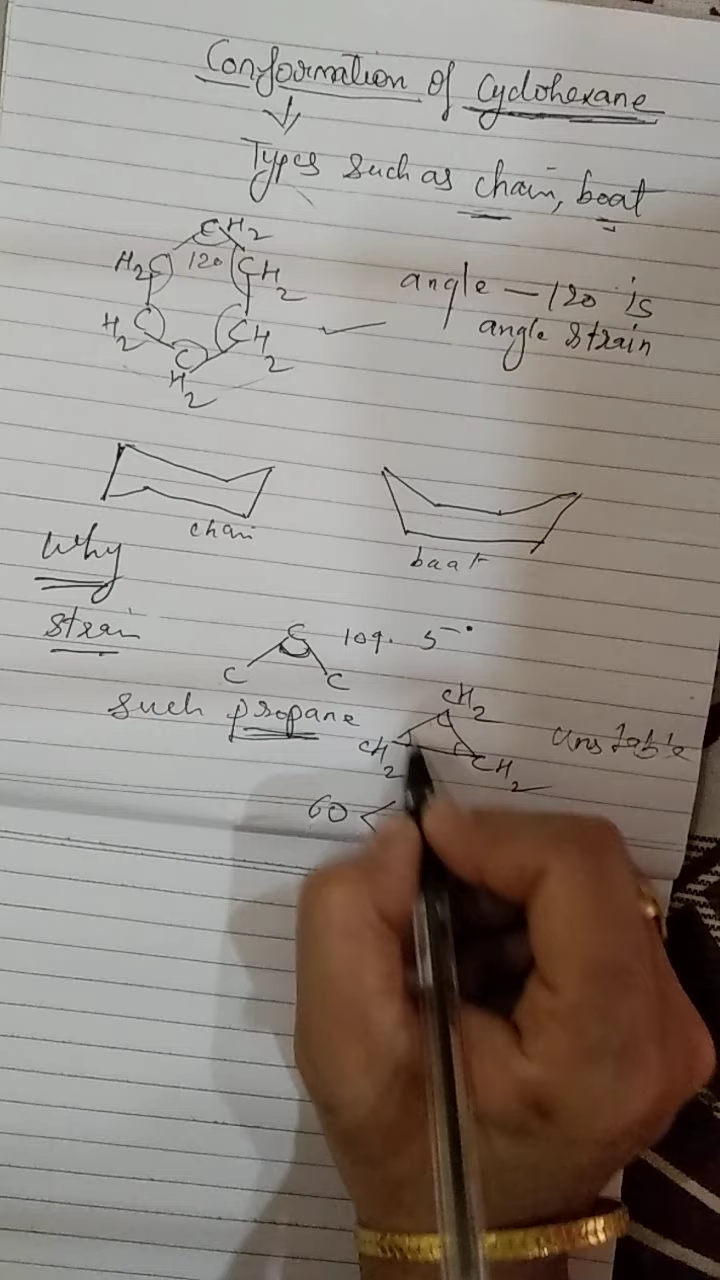 Conformation of Cyclohexane
Types such as chain, boat
CH2
H2C 120 CH2
angle – 120 is
angle strain
H2C CH2
C
H2
chain
boat
Why
strain
C 109.5°
C C
such propane
CH2
CH2 CH2
unstable
60 <